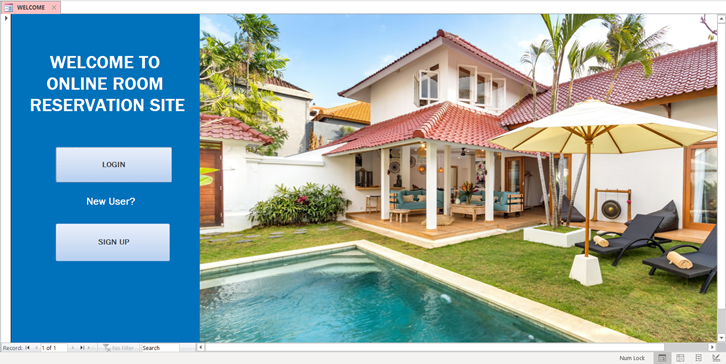 WELCOME
WELCOME TO
ONLINE ROOM
RESERVATION SITE
LOGIN
New User?
SIGN UP
Record: 1 of 1 No Filter Search
Num Lock